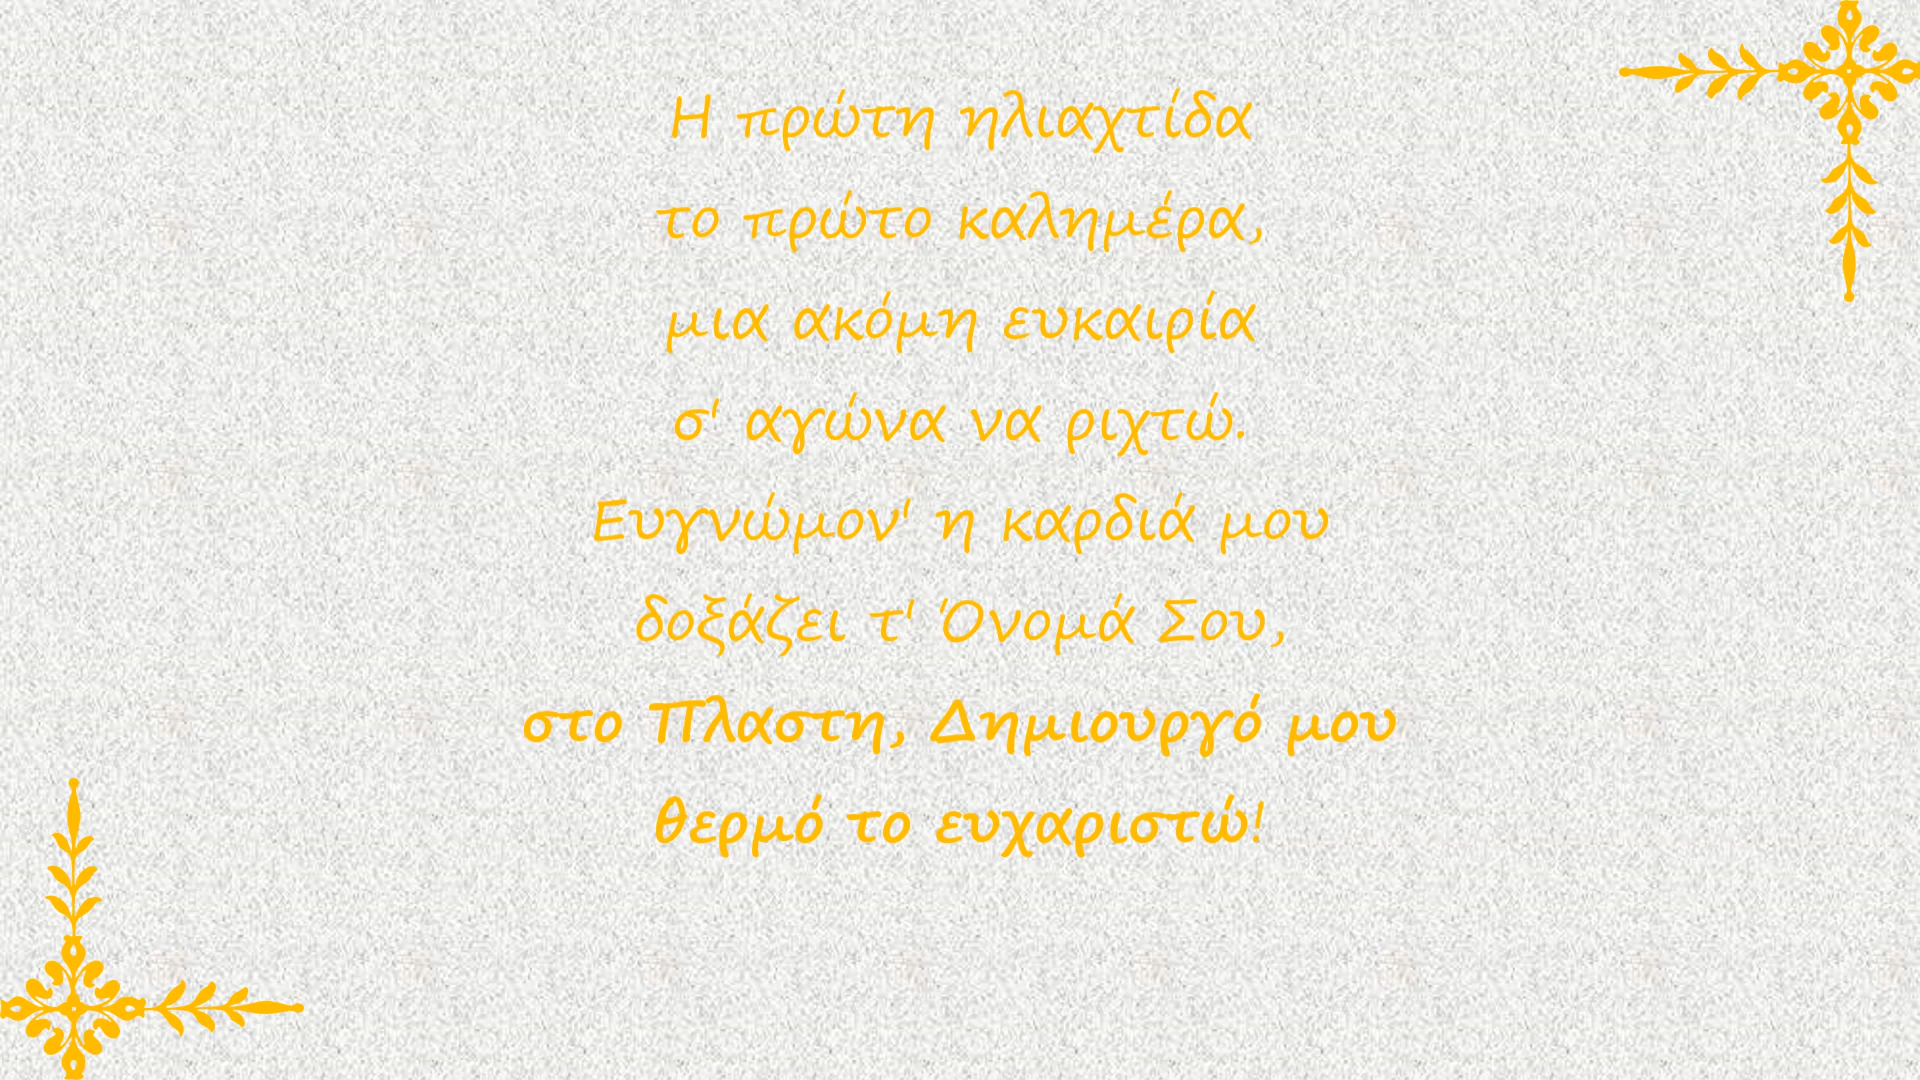 Η πρώτη ηλιαχτίδα
το πρώτο καλημέρα,
μια ακόμη ευκαιρία
σ' αγώνα να ριχτώ.
Ευγνώμον' η καρδιά μου
δοξάζει τ' Όνομά Σου,
στο Πλαστη, Δημιουργό μου
θερμό το ευχαριστώ!